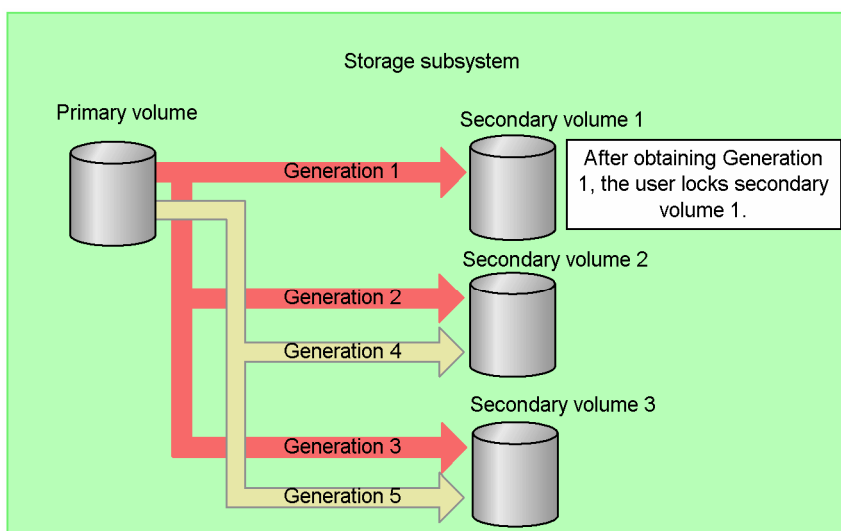 Storage subsystem
Primary volume
Secondary volume 1
Generation 1
After obtaining Generation
1, the user locks secondary
volume 1.
Secondary volume 2
Generation 2
Generation 4
Secondary volume 3
Generation 3
Generation 5